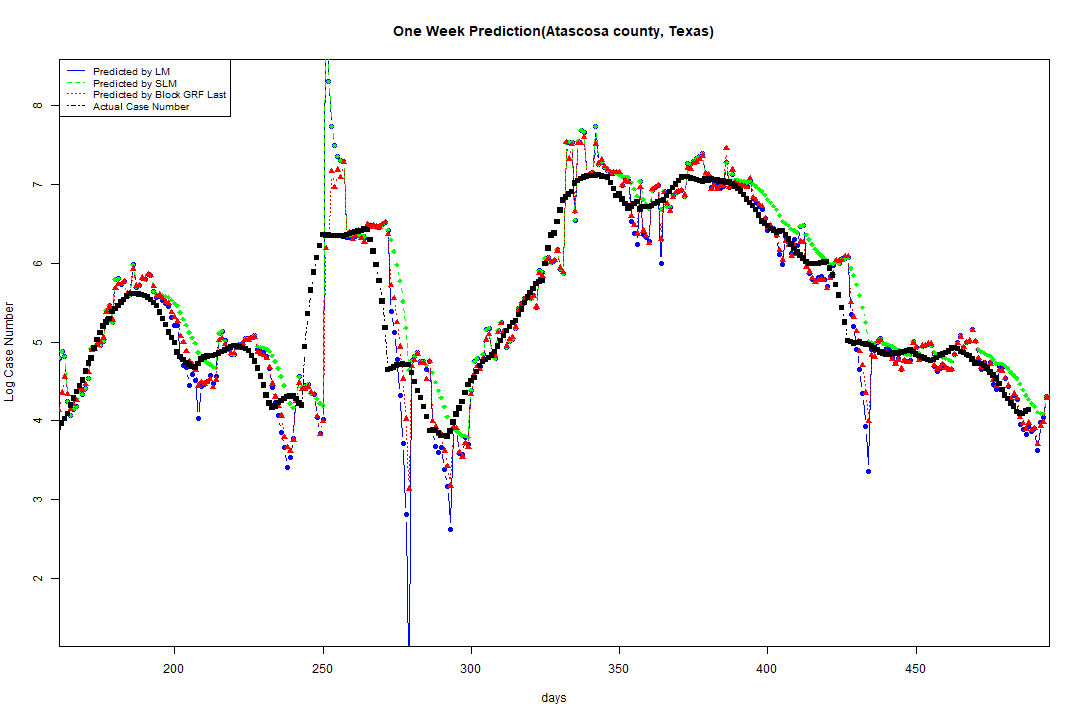 One Week Prediction(Atascosa county, Texas)
Predicted by LM
Predicted by SLM
Predicted by Block GRF Last
Actual Case Number
Log Case Number
8
7
6
5
4
3
2
200 250 300 350 400 450
days